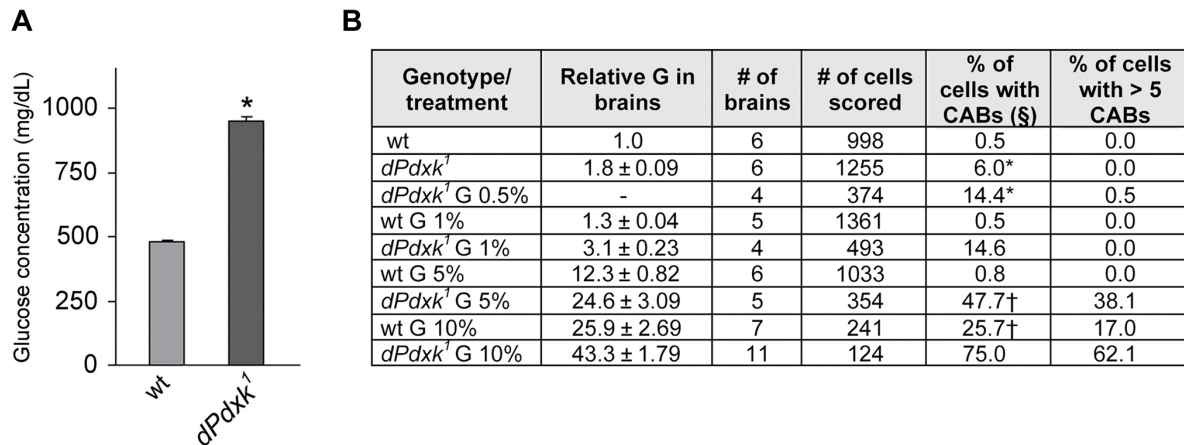 A
Glucose concentration (mg/dL)
1000
750
500
250
0
*
wt
dPdxk¹
B
Genotype/ treatment | Relative G in brains | # of brains | # of cells scored | % of cells with CABs (§) | % of cells with > 5 CABs
wt 1.0 6 998 0.5 0.0
dPdxk¹ 1.8 ± 0.09 6 1255 6.0* 0.0
dPdxk¹ G 0.5% - 4 374 14.4* 0.5
wt G 1% 1.3 ± 0.04 5 1361 0.5 0.0
dPdxk¹ G 1% 3.1 ± 0.23 4 493 14.6 0.0
wt G 5% 12.3 ± 0.82 6 1033 0.8 0.0
dPdxk¹ G 5% 24.6 ± 3.09 5 354 47.7† 38.1
wt G 10% 25.9 ± 2.69 7 241 25.7† 17.0
dPdxk¹ G 10% 43.3 ± 1.79 11 124 75.0 62.1